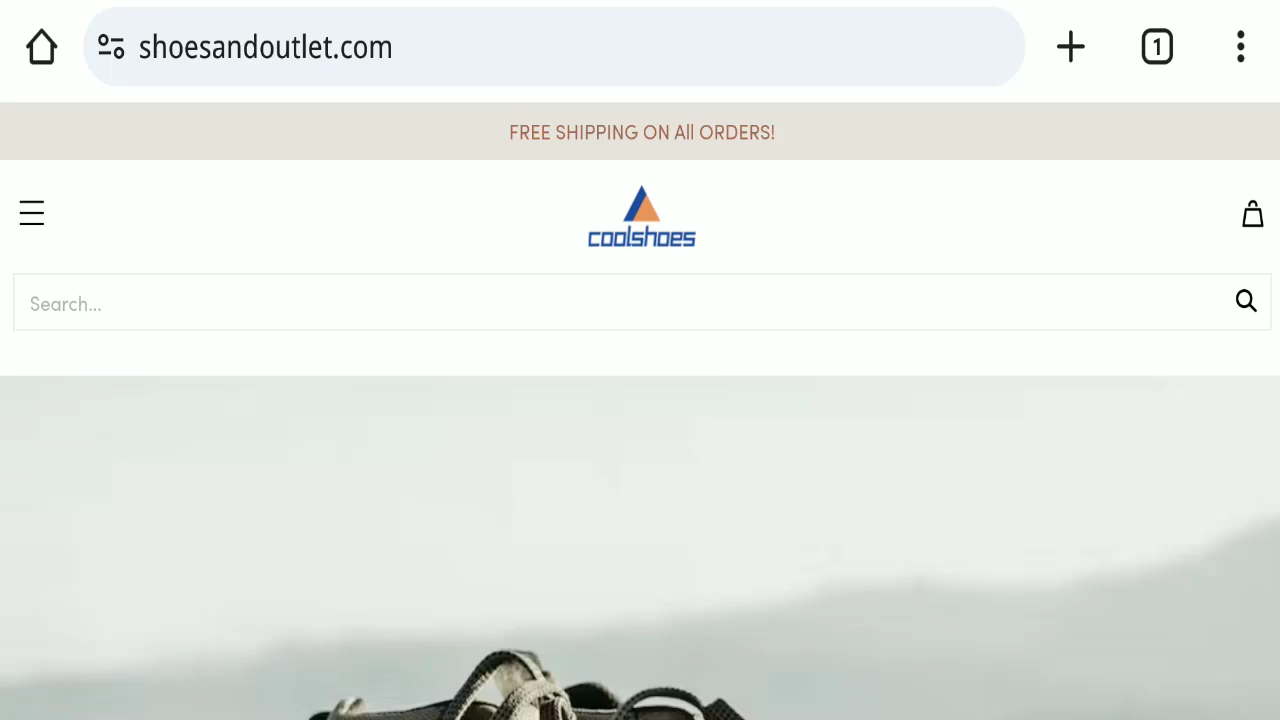 shoesandoutlet.com
1
FREE SHIPPING ON All ORDERS!
coolshoes
Search...